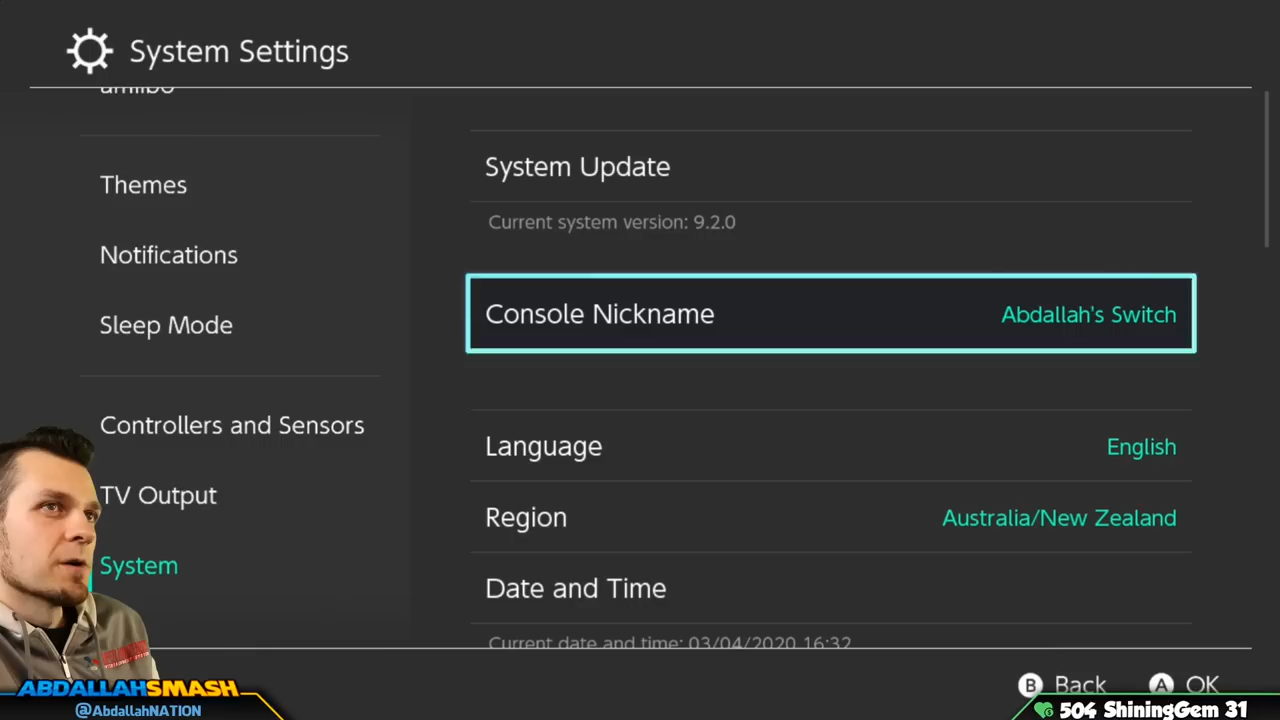 System Settings
amiibo
Themes
Notifications
Sleep Mode
Controllers and Sensors
TV Output
System
System Update
Current system version: 9.2.0
Console Nickname Abdallah's Switch
Language English
Region Australia/New Zealand
Date and Time
Current date and time: 03/04/2020 16:32
B Back A OK
ABDALLAHSMASH
@AbdallahNATION
504 ShiningGem 31